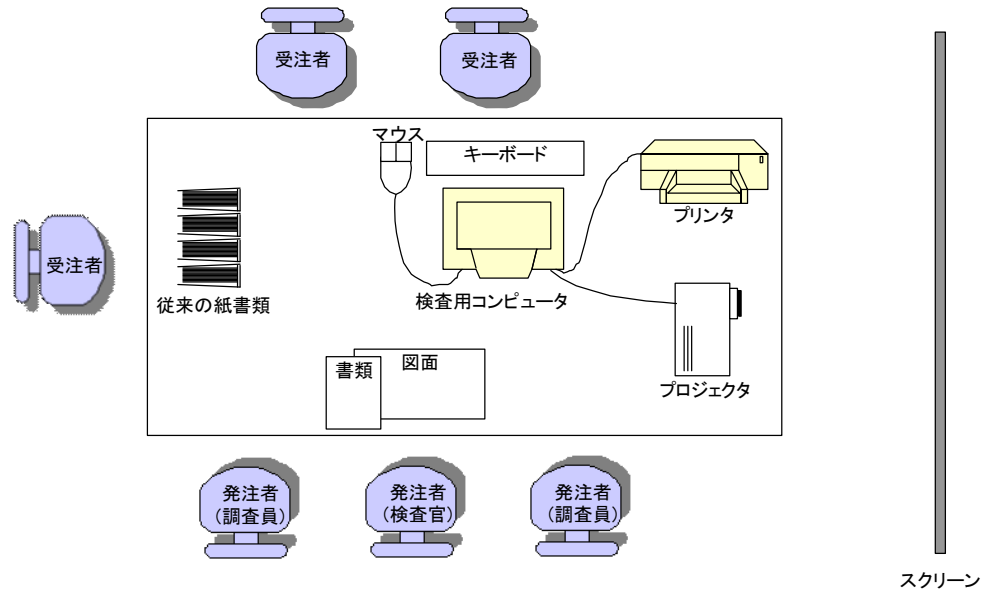 受注者
受注者
マウス
キーボード
プリンタ
受注者
従来の紙書類
検査用コンピュータ
書類
図面
プロジェクタ
発注者
(調査員)
発注者
(検査官)
発注者
(調査員)
スクリーン